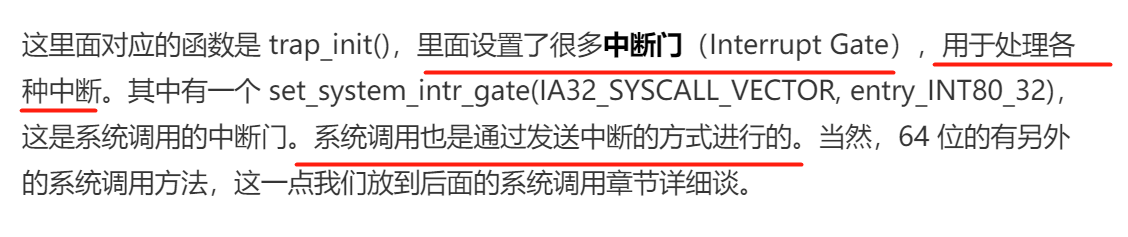 这里面对应的函数是 trap_init()，里面设置了很多中断门（Interrupt Gate），用于处理各
种中断。其中有一个 set_system_intr_gate(IA32_SYSCALL_VECTOR, entry_INT80_32)，
这是系统调用的中断门。系统调用也是通过发送中断的方式进行的。当然，64 位的有另外
的系统调用方法，这一点我们放到后面的系统调用章节详细谈。